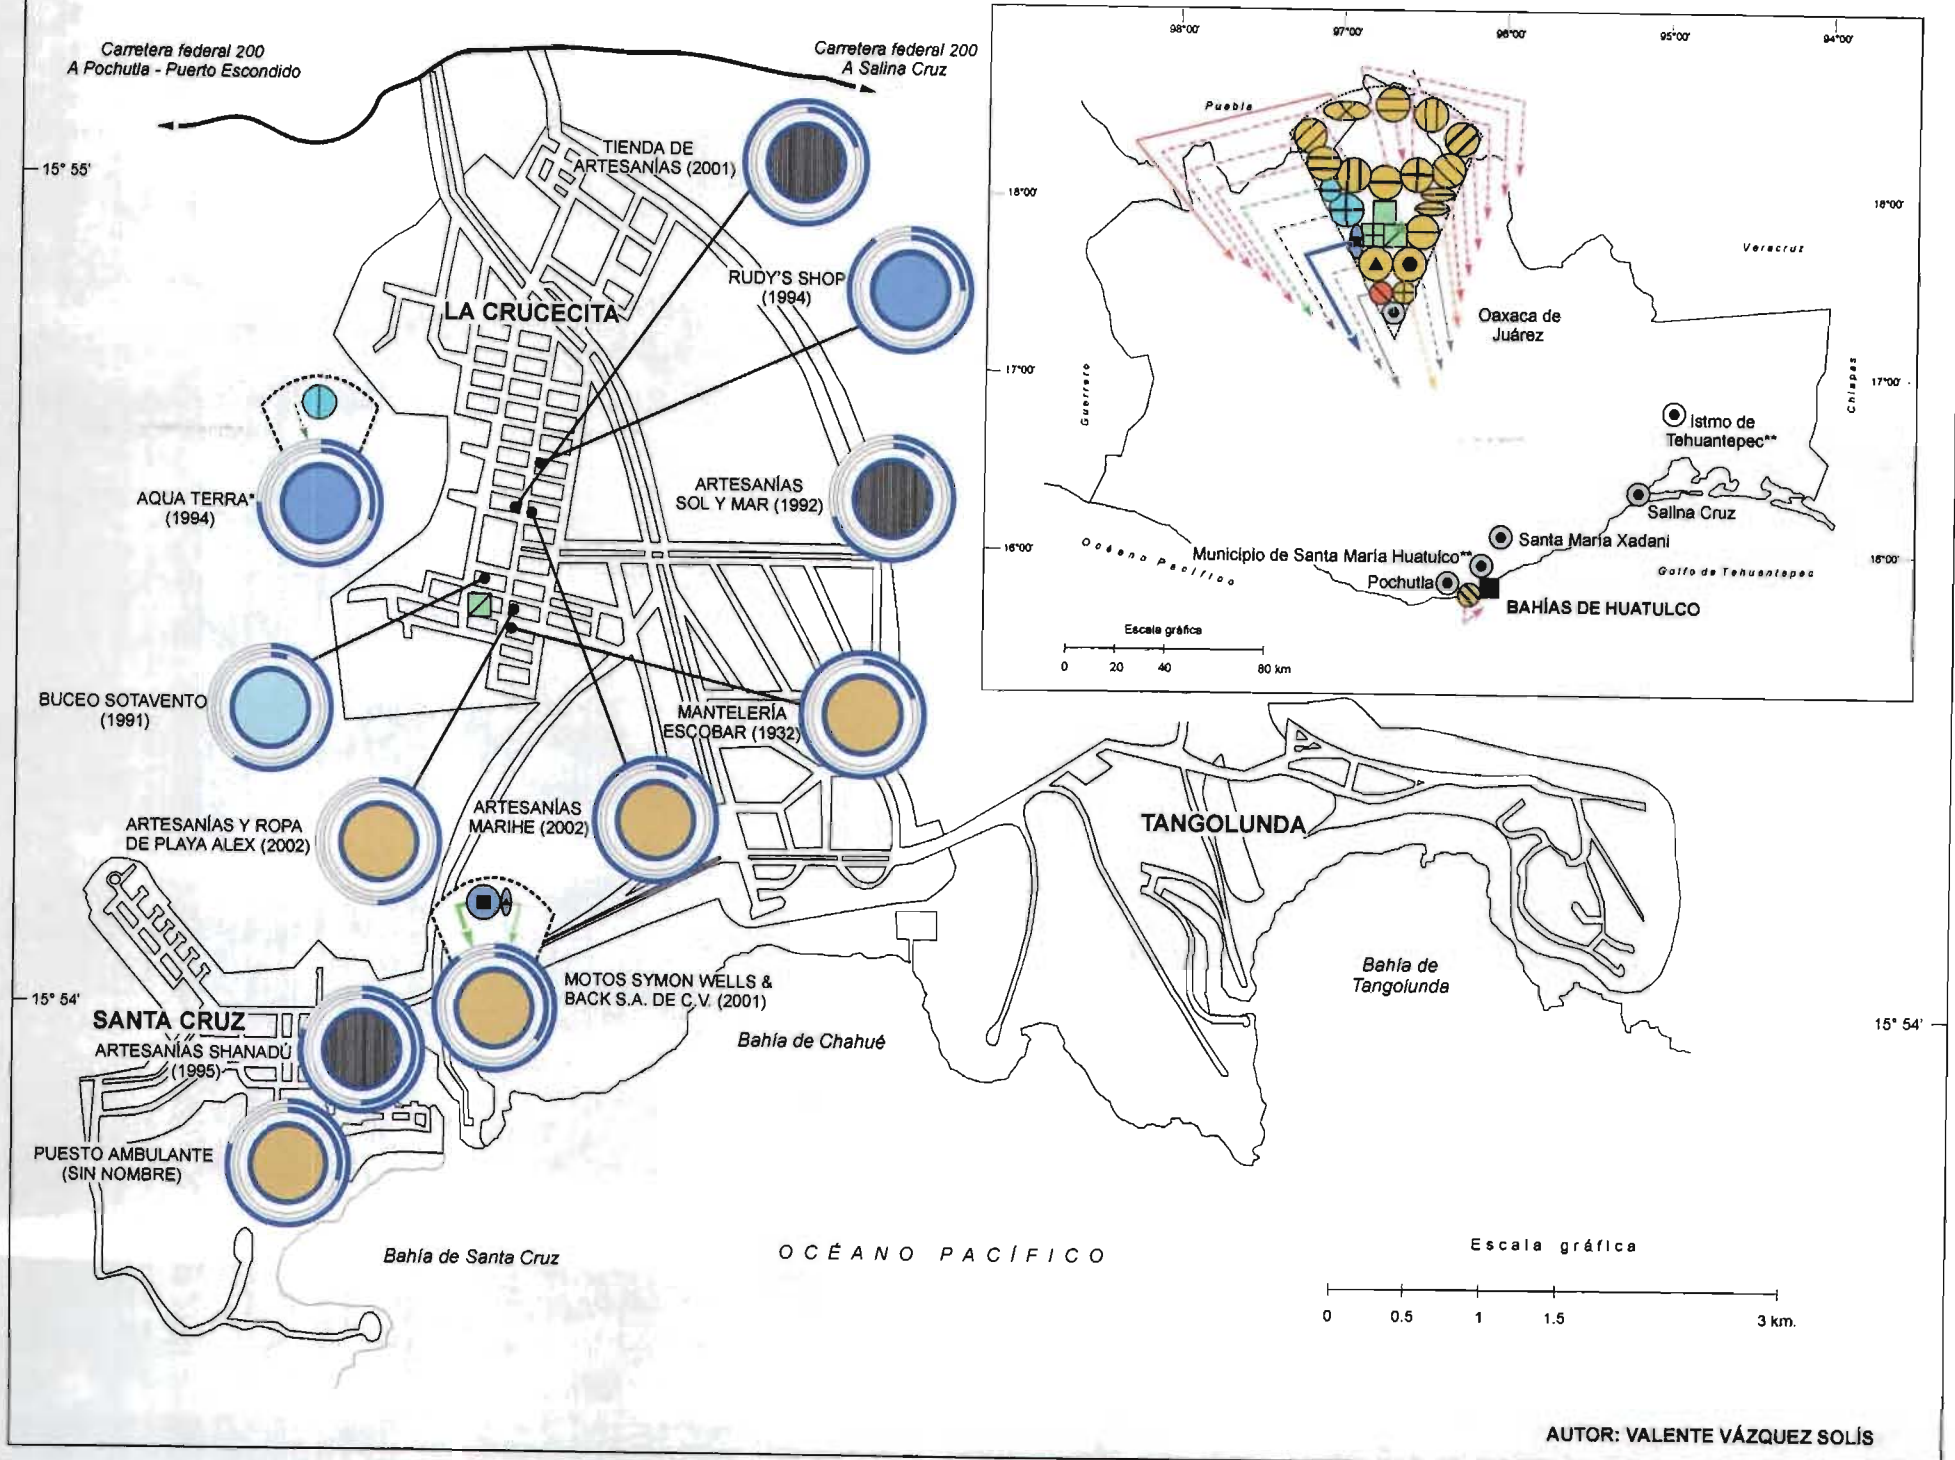 Carretera federal 200
A Pochutla - Puerto Escondido
Carretera federal 200
A Salina Cruz
15° 55'
TIENDA DE
ARTESANÍAS (2001)
RUDY'S SHOP
(1994)
LA CRUCECITA
AQUA TERRA*
(1994)
ARTESANÍAS
SOL Y MAR (1992)
BUCEO SOTAVENTO
(1991)
MANTELERÍA
ESCOBAR (1932)
ARTESANÍAS Y ROPA
DE PLAYA ALEX (2002)
ARTESANÍAS
MARIHE (2002)
MOTOS SYMON WELLS &
BACK S.A. DE C.V. (2001)
15° 54'
SANTA CRUZ
ARTESANÍAS SHANADÚ
(1995)
PUESTO AMBULANTE
(SIN NOMBRE)
Bahía de Santa Cruz
Bahía de Chahué
TANGOLUNDA
Bahía de
Tangolunda
15° 54'
OCÉANO PACÍFICO
Escala gráfica
0 0.5 1 1.5 3 km.
98°00' 97°00' 96°00' 95°00' 94°00'
Puebla
18°00'
18°00'
Veracruz
Oaxaca de
Juárez
17°00'
17°00'
Guerrero
Chiapas
Istmo de
Tehuantepec**
Salina Cruz
Santa María Xadani
16°00'
16°00'
Océano Pacífico
Municipio de Santa María Huatulco**
Golfo de Tehuantepec
Pochutla
BAHÍAS DE HUATULCO
Escala gráfica
0 20 40 80 km
AUTOR: VALENTE VÁZQUEZ SOLÍS